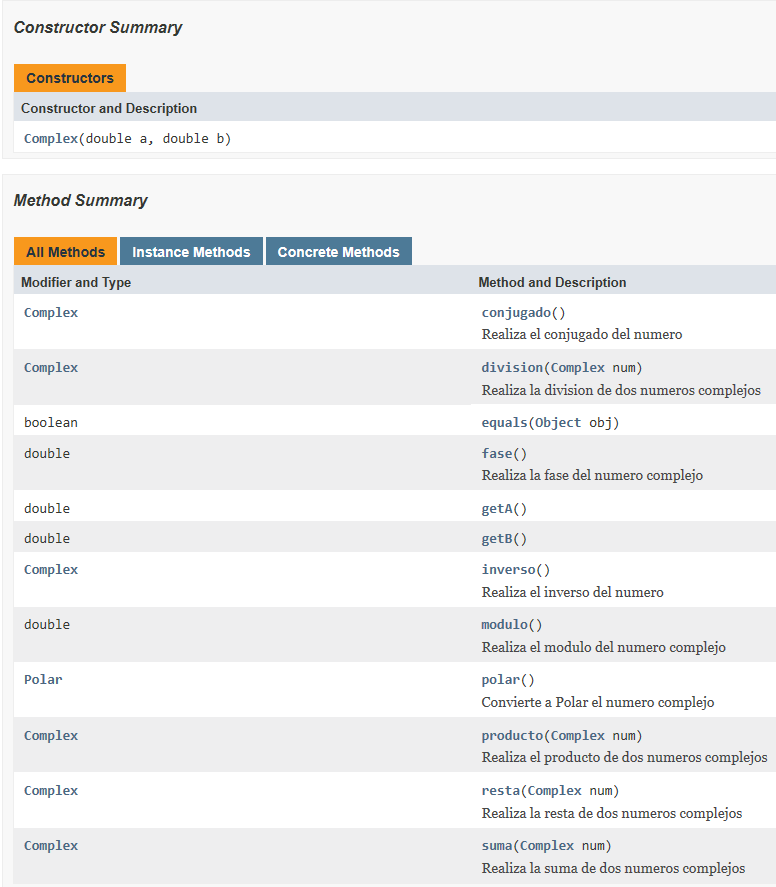 Constructor Summary
Constructors
Constructor and Description
Complex(double a, double b)
Method Summary
All Methods Instance Methods Concrete Methods
Modifier and Type Method and Description
Complex conjugado()
Realiza el conjugado del numero
Complex division(Complex num)
Realiza la division de dos numeros complejos
boolean equals(Object obj)
double fase()
Realiza la fase del numero complejo
double getA()
double getB()
Complex inverso()
Realiza el inverso del numero
double modulo()
Realiza el modulo del numero complejo
Polar polar()
Convierte a Polar el numero complejo
Complex producto(Complex num)
Realiza el producto de dos numeros complejos
Complex resta(Complex num)
Realiza la resta de dos numeros complejos
Complex suma(Complex num)
Realiza la suma de dos numeros complejos